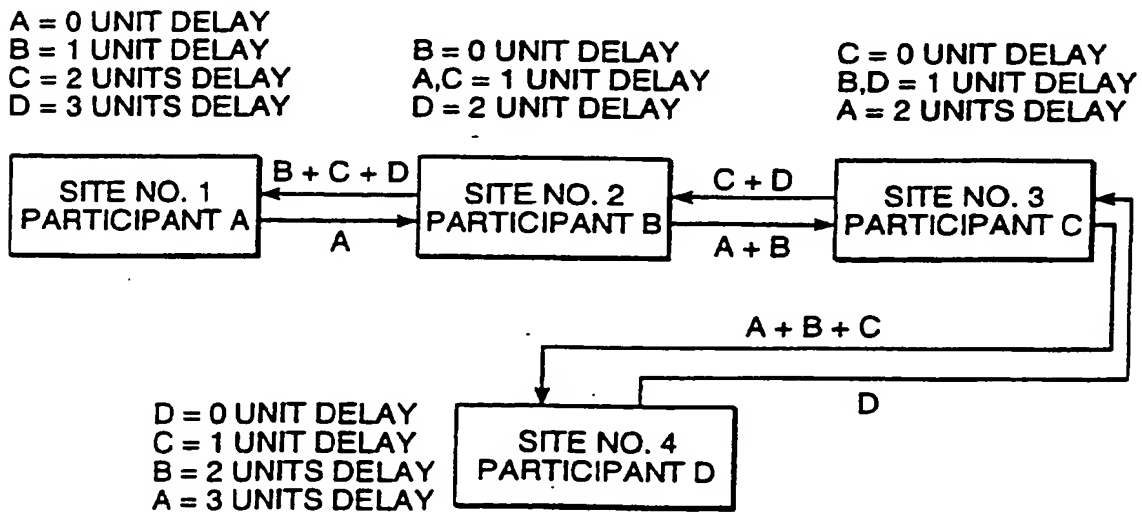 A = 0 UNIT DELAY
B = 1 UNIT DELAY
C = 2 UNITS DELAY
D = 3 UNITS DELAY
B = 0 UNIT DELAY
A,C = 1 UNIT DELAY
D = 2 UNIT DELAY
C = 0 UNIT DELAY
B,D = 1 UNIT DELAY
A = 2 UNITS DELAY
SITE NO. 1
PARTICIPANT A
B + C + D
A
SITE NO. 2
PARTICIPANT B
C + D
A + B
SITE NO. 3
PARTICIPANT C
A + B + C
D
D = 0 UNIT DELAY
C = 1 UNIT DELAY
B = 2 UNITS DELAY
A = 3 UNITS DELAY
SITE NO. 4
PARTICIPANT D